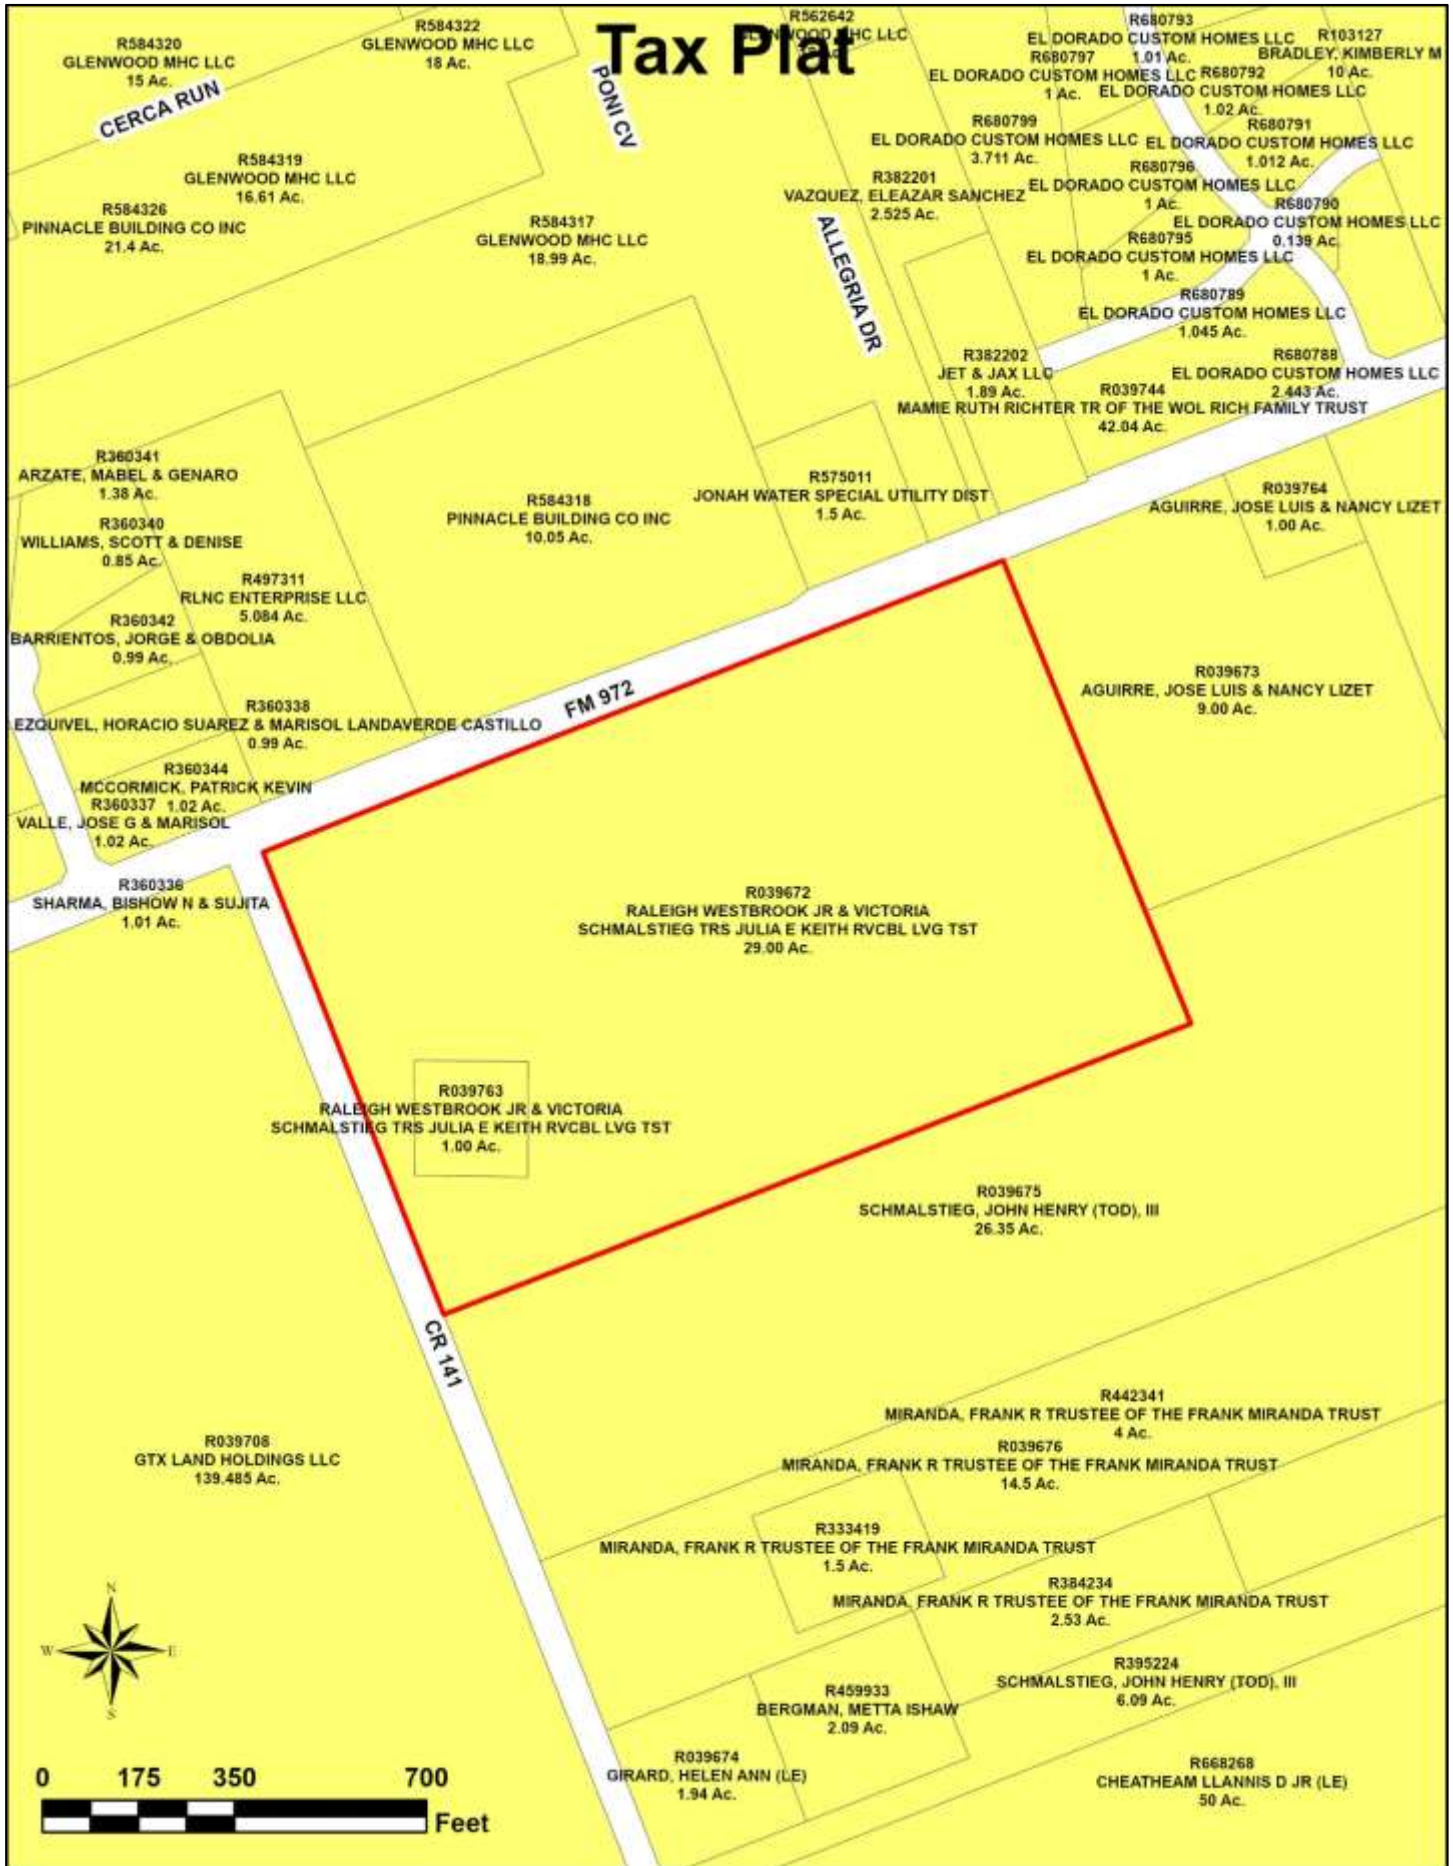 Tax Plat
R584320
GLENWOOD MHC LLC
15 Ac.
R584322
GLENWOOD MHC LLC
18 Ac.
R562642
GLENWOOD MHC LLC
R680793
EL DORADO CUSTOM HOMES LLC
1.01 Ac.
R103127
BRADLEY, KIMBERLY M
10 Ac.
R680797
EL DORADO CUSTOM HOMES LLC
1 Ac.
R680792
EL DORADO CUSTOM HOMES LLC
1.02 Ac.
CERCA RUN
PONI CV
R680799
EL DORADO CUSTOM HOMES LLC
3.711 Ac.
R680791
EL DORADO CUSTOM HOMES LLC
1.012 Ac.
R584319
GLENWOOD MHC LLC
16.61 Ac.
R382201
VAZQUEZ, ELEAZAR SANCHEZ
2.525 Ac.
R680796
EL DORADO CUSTOM HOMES LLC
1 Ac.
R584326
PINNACLE BUILDING CO INC
21.4 Ac.
R584317
GLENWOOD MHC LLC
18.99 Ac.
R680790
EL DORADO CUSTOM HOMES LLC
0.139 Ac.
R680795
EL DORADO CUSTOM HOMES LLC
1 Ac.
ALLEGRIA DR
R680789
EL DORADO CUSTOM HOMES LLC
1.045 Ac.
R382202
JET & JAX LLC
1.89 Ac.
R680788
EL DORADO CUSTOM HOMES LLC
2.443 Ac.
R039744
MAMIE RUTH RICHTER TR OF THE WOL RICH FAMILY TRUST
42.04 Ac.
R360341
ARZATE, MABEL & GENARO
1.38 Ac.
R575011
JONAH WATER SPECIAL UTILITY DIST
1.5 Ac.
R039764
AGUIRRE, JOSE LUIS & NANCY LIZET
1.00 Ac.
R584318
PINNACLE BUILDING CO INC
10.05 Ac.
R360340
WILLIAMS, SCOTT & DENISE
0.85 Ac.
R497311
RLNC ENTERPRISE LLC
5.084 Ac.
R360342
BARRIENTOS, JORGE & OBDOLIA
0.99 Ac.
R039673
AGUIRRE, JOSE LUIS & NANCY LIZET
9.00 Ac.
FM 972
R360338
EZQUIVEL, HORACIO SUAREZ & MARISOL LANDAVERDE CASTILLO
0.99 Ac.
R360344
MCCORMICK, PATRICK KEVIN
1.02 Ac.
R360337
VALLE, JOSE G & MARISOL
1.02 Ac.
R360336
SHARMA, BISHOW N & SUJITA
1.01 Ac.
R039672
RALEIGH WESTBROOK JR & VICTORIA
SCHMALSTIEG TRS JULIA E KEITH RVCBL LVG TST
29.00 Ac.
R039763
RALEIGH WESTBROOK JR & VICTORIA
SCHMALSTIEG TRS JULIA E KEITH RVCBL LVG TST
1.00 Ac.
R039675
SCHMALSTIEG, JOHN HENRY (TOD), III
26.35 Ac.
CR 141
R442341
MIRANDA, FRANK R TRUSTEE OF THE FRANK MIRANDA TRUST
4 Ac.
R039708
GTX LAND HOLDINGS LLC
139.485 Ac.
R039676
MIRANDA, FRANK R TRUSTEE OF THE FRANK MIRANDA TRUST
14.5 Ac.
R333419
MIRANDA, FRANK R TRUSTEE OF THE FRANK MIRANDA TRUST
1.5 Ac.
R384234
MIRANDA, FRANK R TRUSTEE OF THE FRANK MIRANDA TRUST
2.53 Ac.
N
W E
S
R395224
SCHMALSTIEG, JOHN HENRY (TOD), III
6.09 Ac.
R459933
BERGMAN, METTA ISHAW
2.09 Ac.
R039674
GIRARD, HELEN ANN (LE)
1.94 Ac.
R668268
CHEATHEAM LLANNIS D JR (LE)
50 Ac.
0 175 350 700
Feet